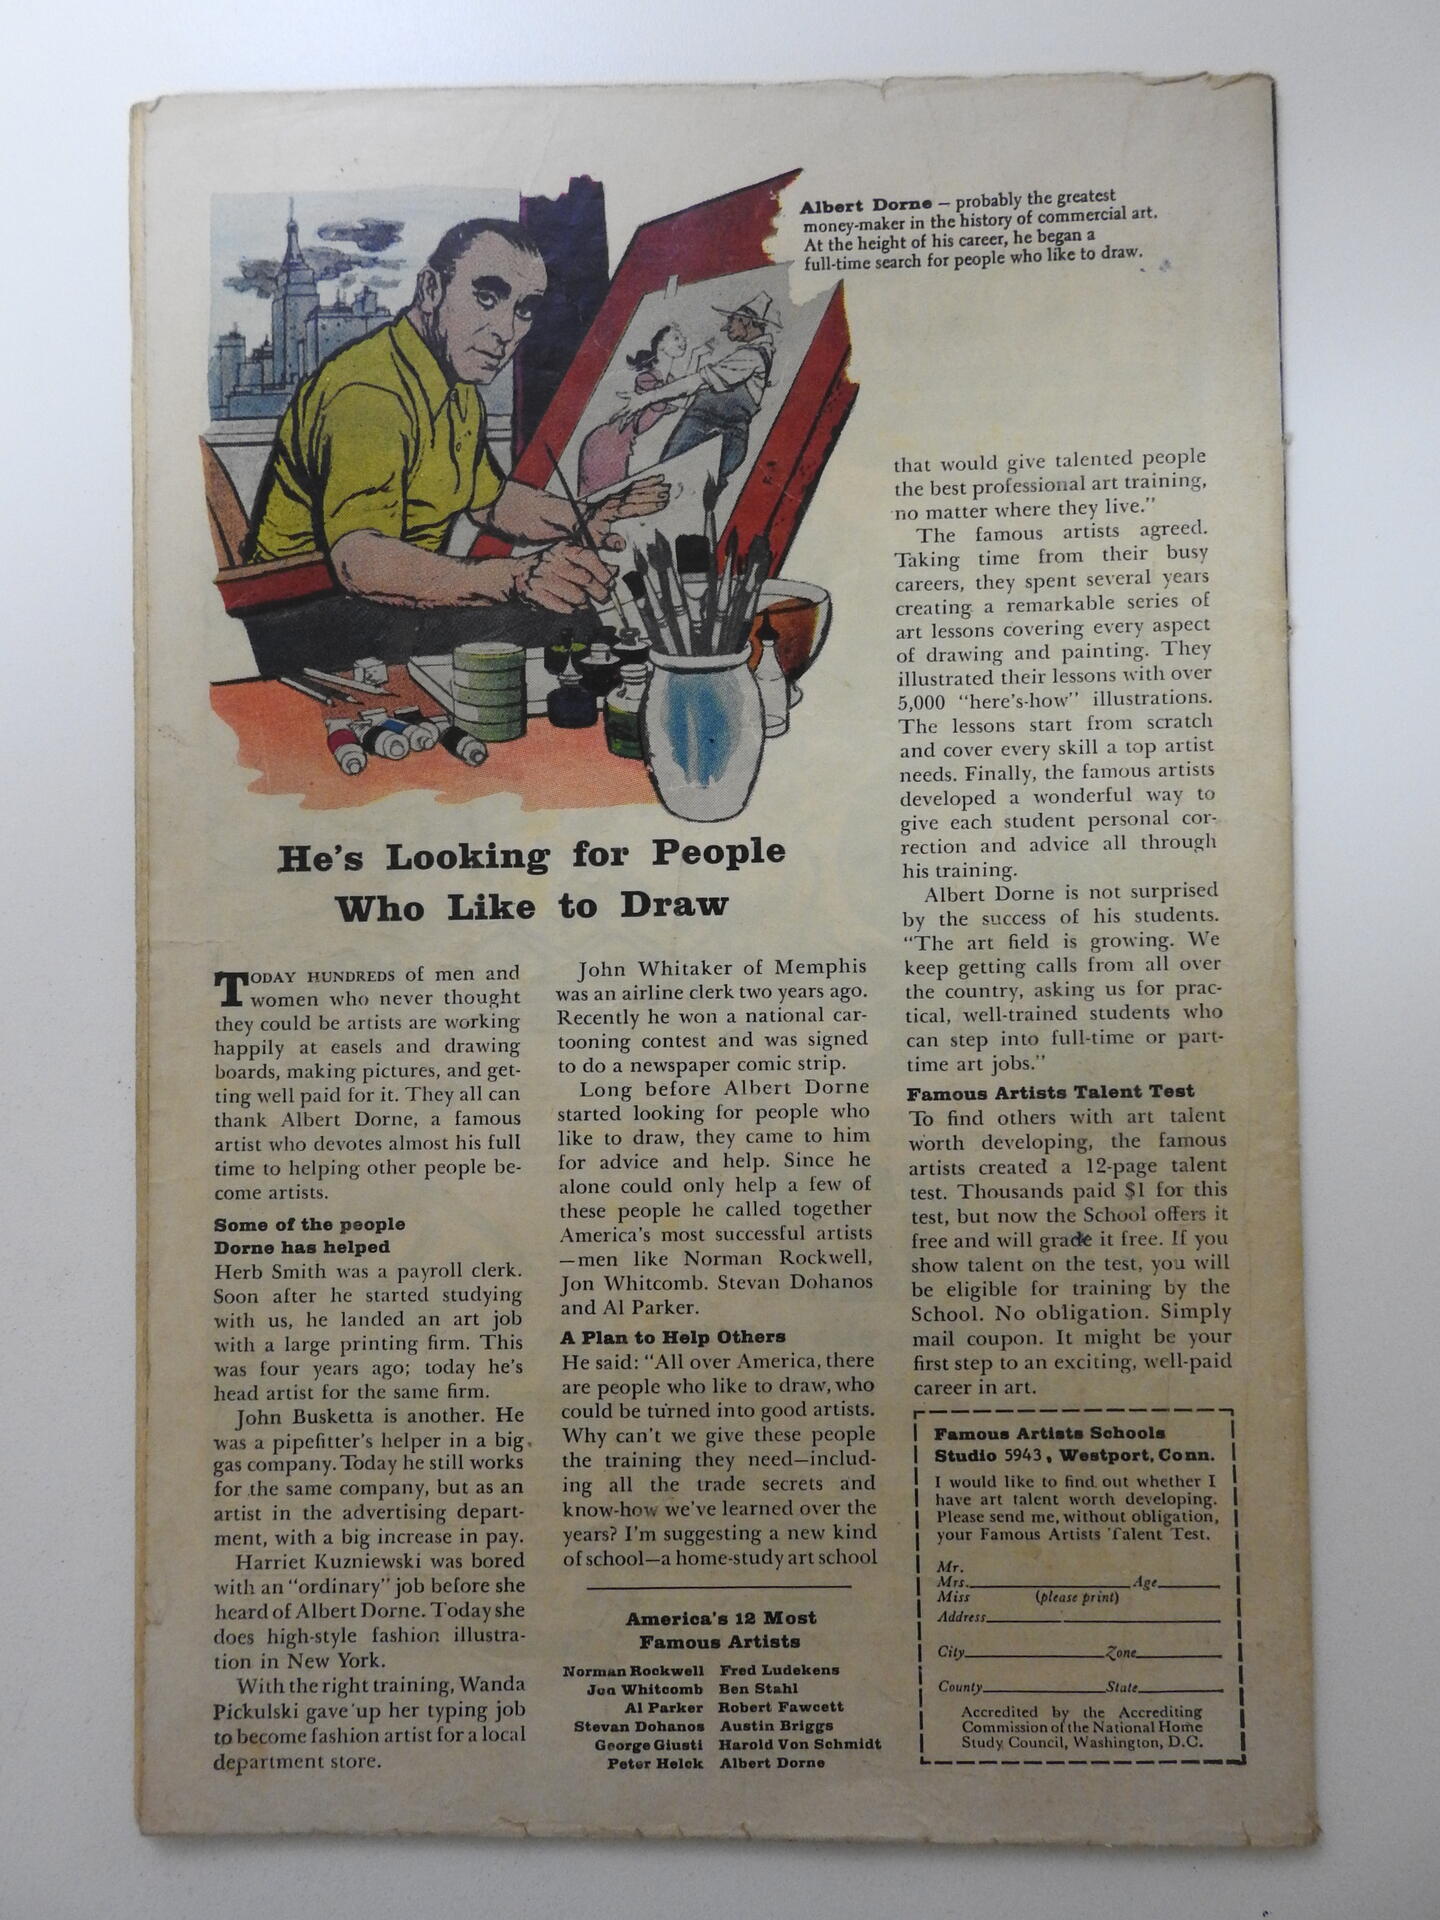 Albert Dorne – probably the greatest
money-maker in the history of commercial art.
At the height of his career, he began a
full-time search for people who like to draw.
He's Looking for People
Who Like to Draw
TODAY HUNDREDS of men and
women who never thought
they could be artists are working
happily at easels and drawing
boards, making pictures, and get-
ting well paid for it. They all can
thank Albert Dorne, a famous
artist who devotes almost his full
time to helping other people be-
come artists.
Some of the people
Dorne has helped
Herb Smith was a payroll clerk.
Soon after he started studying
with us, he landed an art job
with a large printing firm. This
was four years ago; today he's
head artist for the same firm.
John Busketta is another. He
was a pipefitter's helper in a big
gas company. Today he still works
for the same company, but as an
artist in the advertising depart-
ment, with a big increase in pay.
Harriet Kuzniewski was bored
with an "ordinary" job before she
heard of Albert Dorne. Today she
does high-style fashion illustra-
tion in New York.
With the right training, Wanda
Pickulski gave up her typing job
to become fashion artist for a local
department store.
John Whitaker of Memphis
was an airline clerk two years ago.
Recently he won a national car-
tooning contest and was signed
to do a newspaper comic strip.
Long before Albert Dorne
started looking for people who
like to draw, they came to him
for advice and help. Since he
alone could only help a few of
these people he called together
America's most successful artists
—men like Norman Rockwell,
Jon Whitcomb. Stevan Dohanos
and Al Parker.
A Plan to Help Others
He said: "All over America, there
are people who like to draw, who
could be turned into good artists.
Why can't we give these people
the training they need—includ-
ing all the trade secrets and
know-how we've learned over the
years? I'm suggesting a new kind
of school—a home-study art school
America's 12 Most
Famous Artists
Norman Rockwell Fred Ludekens
Jon Whitcomb Ben Stahl
Al Parker Robert Fawcett
Stevan Dohanos Austin Briggs
George Giusti Harold Von Schmidt
Peter Helck Albert Dorne
that would give talented people
the best professional art training,
no matter where they live."
The famous artists agreed.
Taking time from their busy
careers, they spent several years
creating a remarkable series of
art lessons covering every aspect
of drawing and painting. They
illustrated their lessons with over
5,000 "here's-how" illustrations.
The lessons start from scratch
and cover every skill a top artist
needs. Finally, the famous artists
developed a wonderful way to
give each student personal cor-
rection and advice all through
his training.
Albert Dorne is not surprised
by the success of his students.
"The art field is growing. We
keep getting calls from all over
the country, asking us for prac-
tical, well-trained students who
can step into full-time or part-
time art jobs."
Famous Artists Talent Test
To find others with art talent
worth developing, the famous
artists created a 12-page talent
test. Thousands paid $1 for this
test, but now the School offers it
free and will grade it free. If you
show talent on the test, you will
be eligible for training by the
School. No obligation. Simply
mail coupon. It might be your
first step to an exciting, well-paid
career in art.
Famous Artists Schools
Studio 5943, Westport, Conn.
I would like to find out whether I
have art talent worth developing.
Please send me, without obligation,
your Famous Artists Talent Test.
Mr.
Mrs. Age
Miss (please print)
Address
City Zone
County State
Accredited by the Accrediting
Commission of the National Home
Study Council, Washington, D.C.